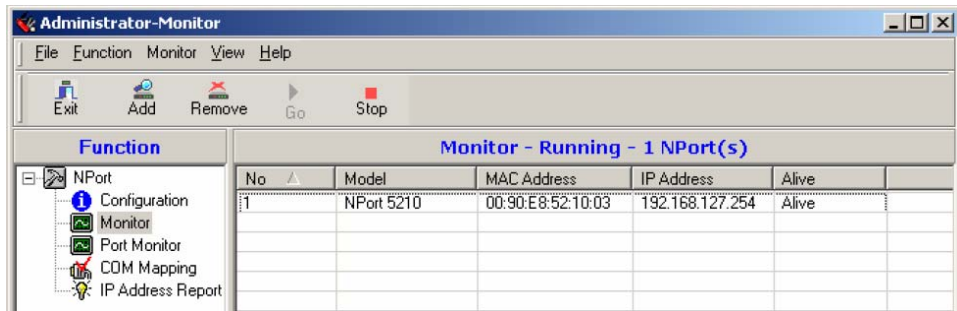 Administrator-Monitor
File Function Monitor View Help
Exit Add Remove Go Stop
Function
Monitor - Running - 1 NPort(s)
NPort
Configuration
Monitor
Port Monitor
COM Mapping
IP Address Report
No Model MAC Address IP Address Alive
1 NPort 5210 00:90:E8:52:10:03 192.168.127.254 Alive